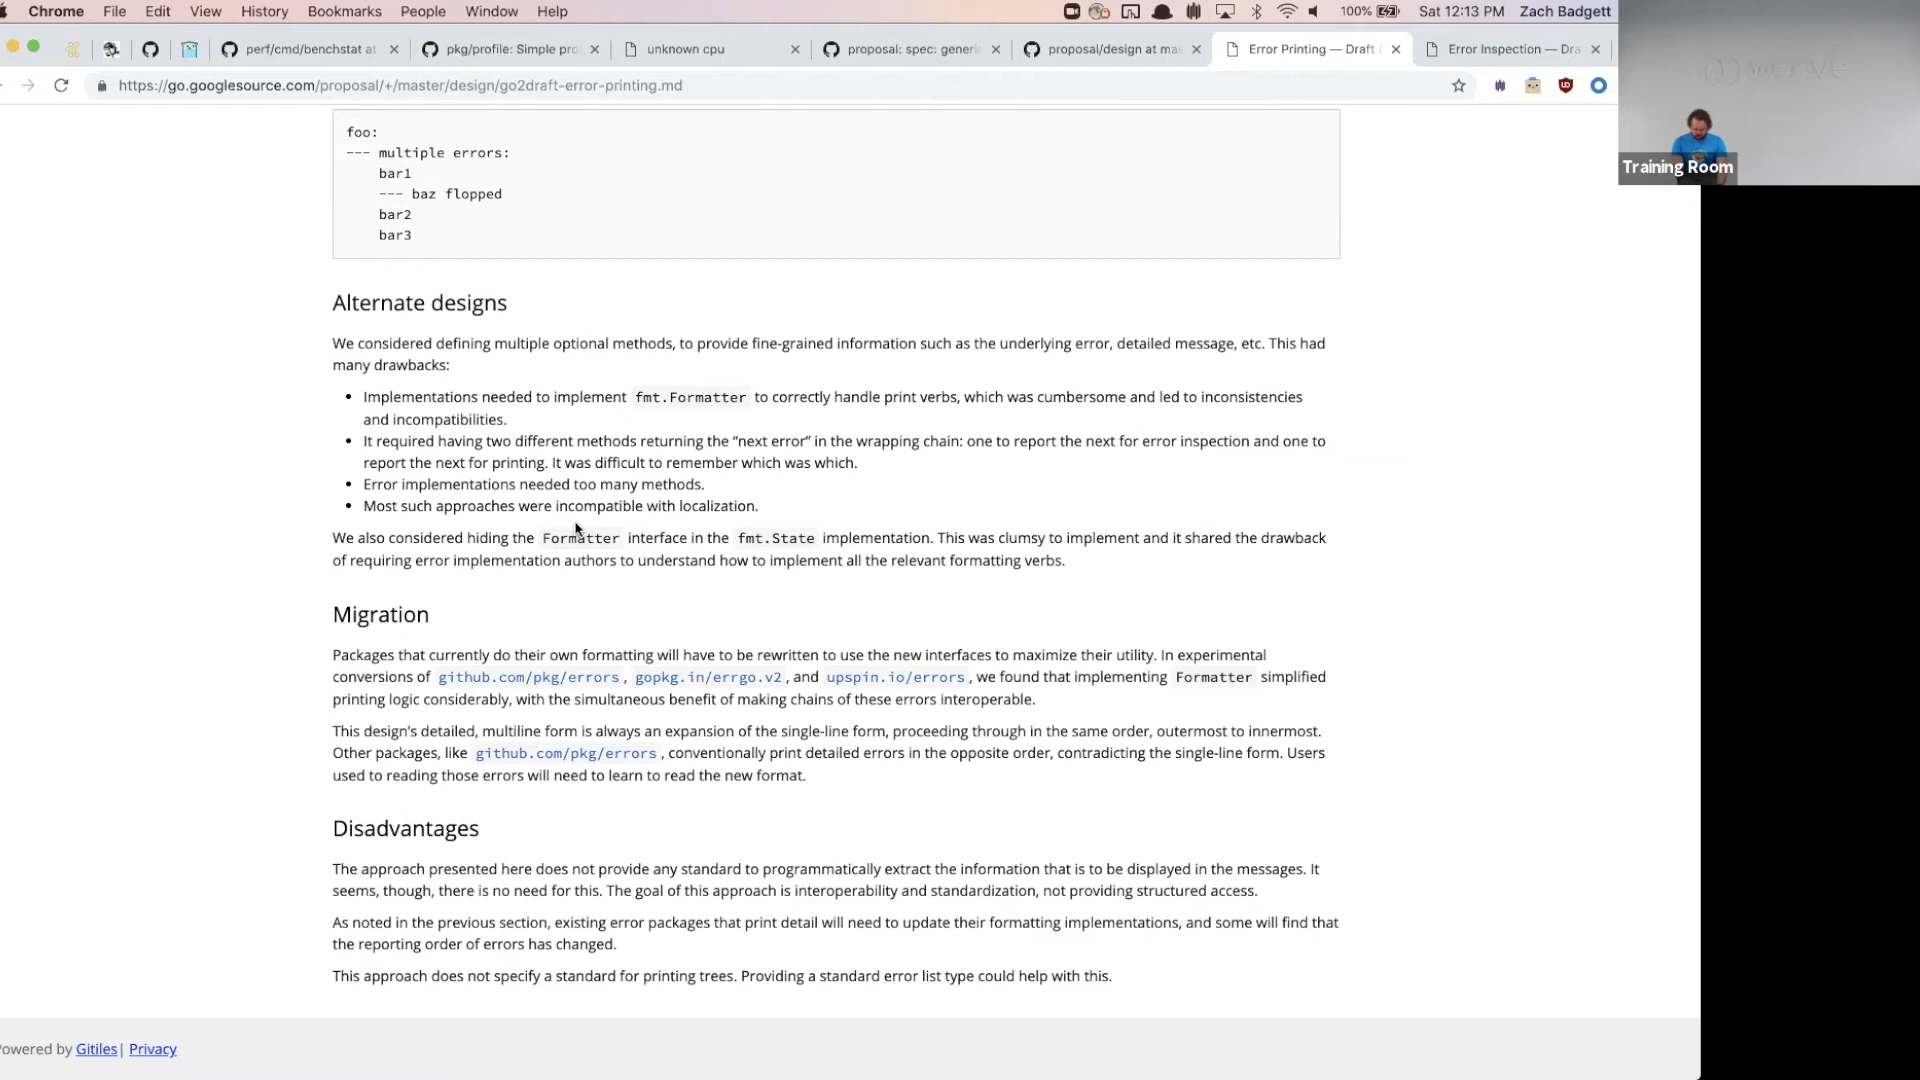 Chrome File Edit View History Bookmarks People Window Help 100% Sat 12:13 PM Zach Badgett
perf/cmd/benchstat at pkg/profile: Simple pro unknown cpu proposal: spec: generi proposal/design at ma Error Printing — Draft Error Inspection — Dra
https://go.googlesource.com/proposal/+/master/design/go2draft-error-printing.md
Training Room
foo:
--- multiple errors:
bar1
--- baz flopped
bar2
bar3
Alternate designs
We considered defining multiple optional methods, to provide fine-grained information such as the underlying error, detailed message, etc. This had
many drawbacks:
• Implementations needed to implement fmt.Formatter to correctly handle print verbs, which was cumbersome and led to inconsistencies
and incompatibilities.
• It required having two different methods returning the “next error” in the wrapping chain: one to report the next for error inspection and one to
report the next for printing. It was difficult to remember which was which.
• Error implementations needed too many methods.
• Most such approaches were incompatible with localization.
We also considered hiding the Formatter interface in the fmt.State implementation. This was clumsy to implement and it shared the drawback
of requiring error implementation authors to understand how to implement all the relevant formatting verbs.
Migration
Packages that currently do their own formatting will have to be rewritten to use the new interfaces to maximize their utility. In experimental
conversions of github.com/pkg/errors, gopkg.in/errgo.v2, and upspin.io/errors, we found that implementing Formatter simplified
printing logic considerably, with the simultaneous benefit of making chains of these errors interoperable.
This design’s detailed, multiline form is always an expansion of the single-line form, proceeding through in the same order, outermost to innermost.
Other packages, like github.com/pkg/errors, conventionally print detailed errors in the opposite order, contradicting the single-line form. Users
used to reading those errors will need to learn to read the new format.
Disadvantages
The approach presented here does not provide any standard to programmatically extract the information that is to be displayed in the messages. It
seems, though, there is no need for this. The goal of this approach is interoperability and standardization, not providing structured access.
As noted in the previous section, existing error packages that print detail will need to update their formatting implementations, and some will find that
the reporting order of errors has changed.
This approach does not specify a standard for printing trees. Providing a standard error list type could help with this.
owered by Gitiles| Privacy